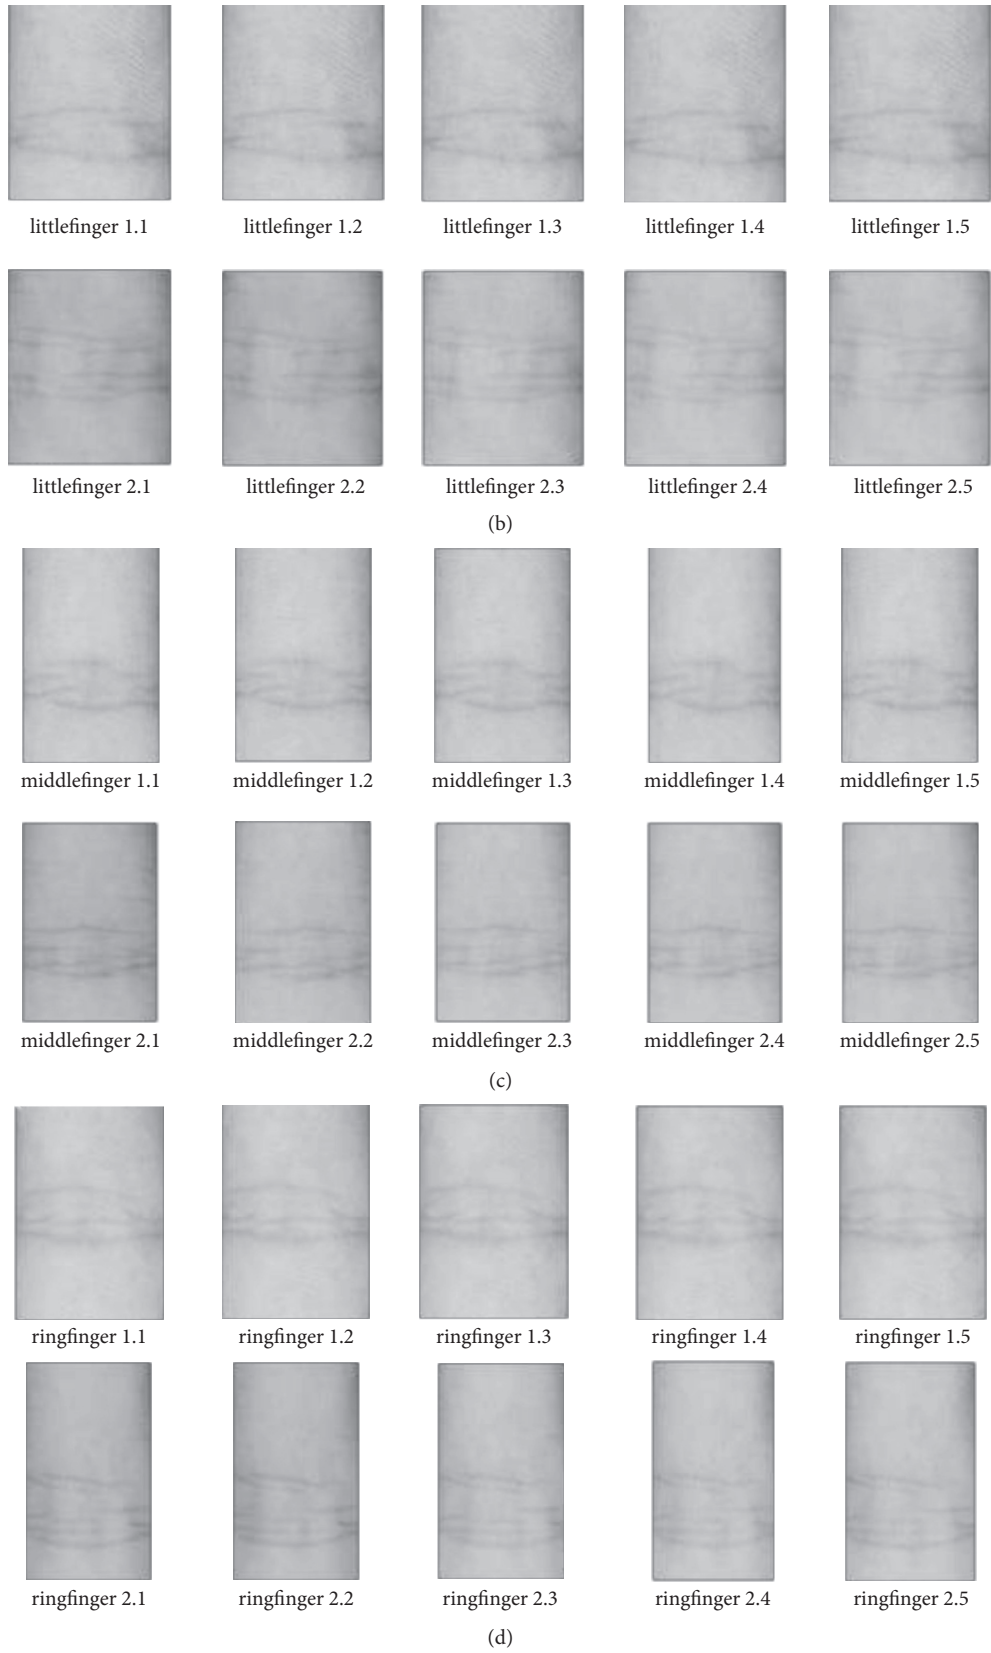 littlefinger 1.1 littlefinger 1.2 littlefinger 1.3 littlefinger 1.4 littlefinger 1.5
littlefinger 2.1 littlefinger 2.2 littlefinger 2.3 littlefinger 2.4 littlefinger 2.5
(b)
middlefinger 1.1 middlefinger 1.2 middlefinger 1.3 middlefinger 1.4 middlefinger 1.5
middlefinger 2.1 middlefinger 2.2 middlefinger 2.3 middlefinger 2.4 middlefinger 2.5
(c)
ringfinger 1.1 ringfinger 1.2 ringfinger 1.3 ringfinger 1.4 ringfinger 1.5
ringfinger 2.1 ringfinger 2.2 ringfinger 2.3 ringfinger 2.4 ringfinger 2.5
(d)